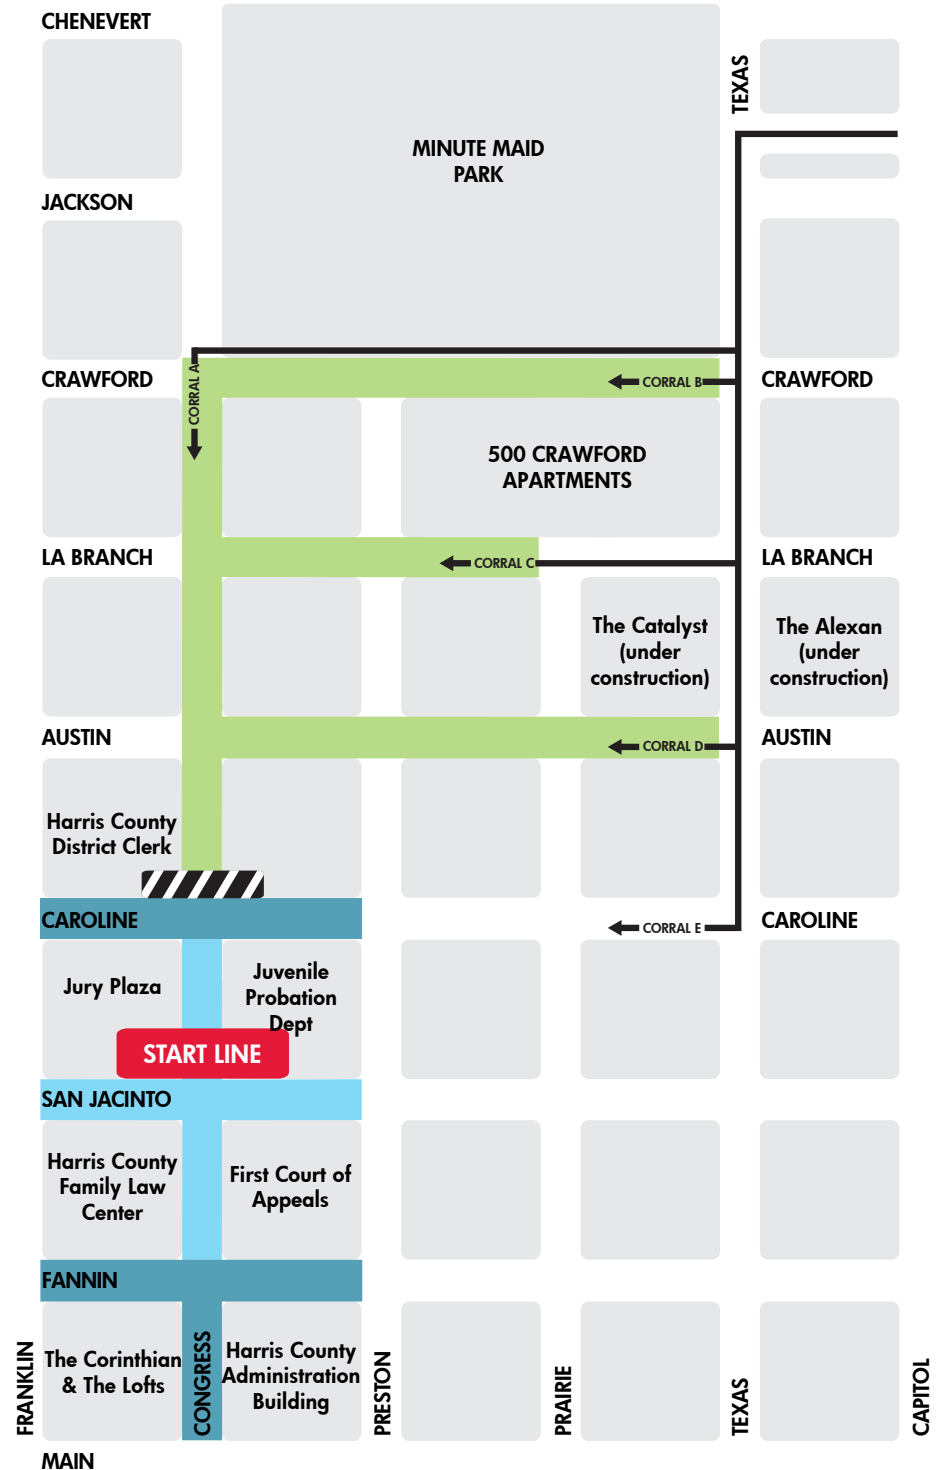 CHENEVERT
TEXAS
MINUTE MAID
PARK
JACKSON
CRAWFORD
CORRAL A
CORRAL B
CRAWFORD
500 CRAWFORD
APARTMENTS
LA BRANCH
CORRAL C
LA BRANCH
The Catalyst
(under
construction)
The Alexan
(under
construction)
AUSTIN
CORRAL D
AUSTIN
Harris County
District Clerk
CAROLINE
CORRAL E
CAROLINE
Jury Plaza
Juvenile
Probation
Dept
START LINE
SAN JACINTO
Harris County
Family Law
Center
First Court of
Appeals
FANNIN
FRANKLIN
The Corinthian
& The Lofts
CONGRESS
Harris County
Administration
Building
PRESTON
PRAIRIE
TEXAS
CAPITOL
MAIN